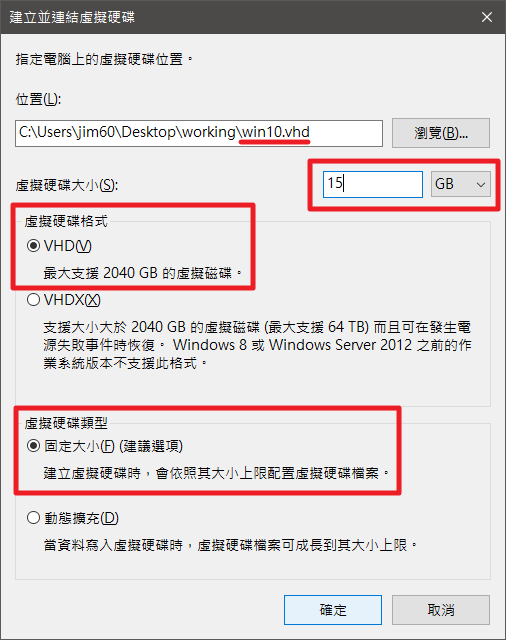 建立並連結虛擬硬碟
指定電腦上的虛擬硬碟位置。
位置(L):
C:\Users\jim60\Desktop\working\win10.vhd
瀏覽(B)...
虛擬硬碟大小(S):
15
GB
虛擬硬碟格式
VHD(V)
最大支援 2040 GB 的虛擬磁碟。
VHDX(X)
支援大小大於 2040 GB 的虛擬磁碟 (最大支援 64 TB) 而且可在發生電
源失敗事件時恢復。 Windows 8 或 Windows Server 2012 之前的作
業系統版本不支援此格式。
虛擬硬碟類型
固定大小(F) (建議選項)
建立虛擬硬碟時，會依照其大小上限配置虛擬硬碟檔案。
動態擴充(D)
當資料寫入虛擬硬碟時，虛擬硬碟檔案可成長到其大小上限。
確定
取消